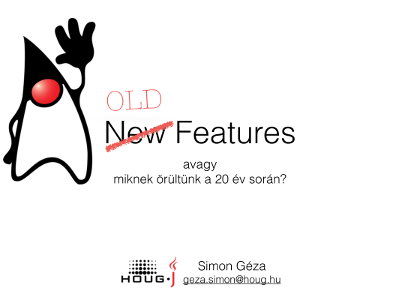 OLD
New Features
avagy
miknek örültünk a 20 év során?
HOUG.j
Simon Géza
geza.simon@houg.hu